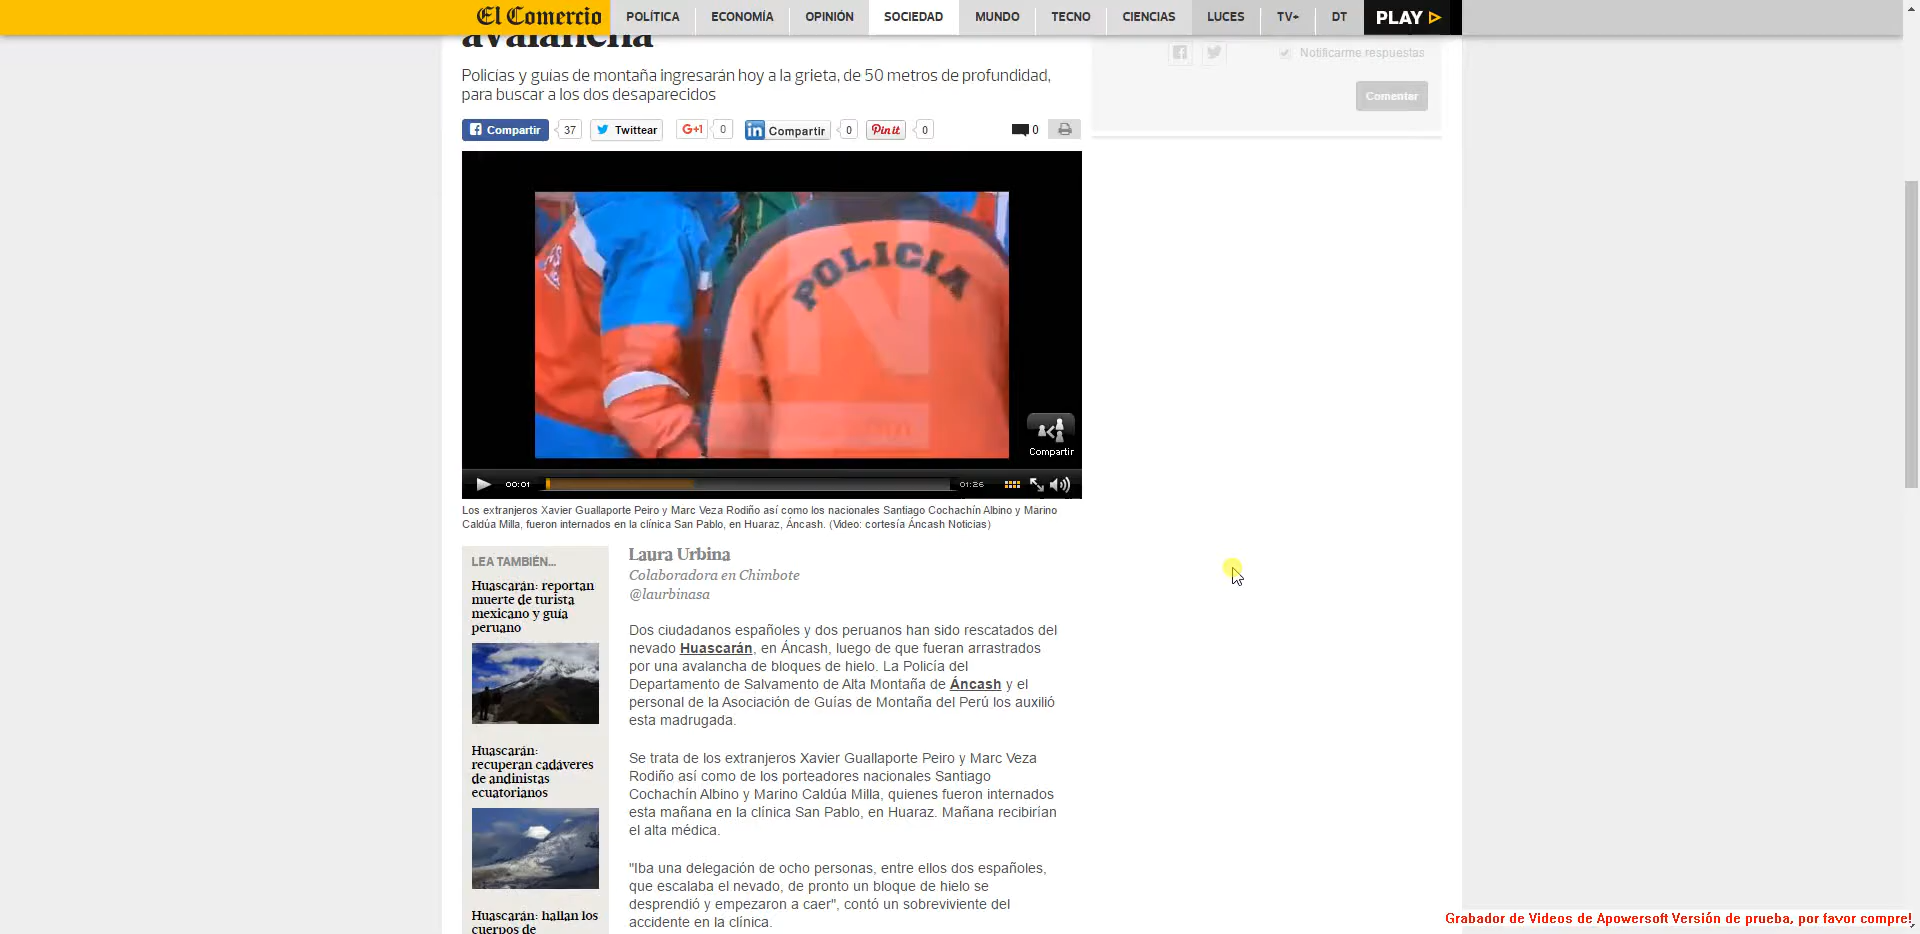 El Comercio POLÍTICA ECONOMÍA OPINIÓN SOCIEDAD MUNDO TECNO CIENCIAS LUCES TV+ DT PLAY
avalancha
Policías y guías de montaña ingresarán hoy a la grieta, de 50 metros de profundidad,
para buscar a los dos desaparecidos
Notificarme respuestas
Comentar
Compartir 37 Twittear G+1 0 in Compartir 0 Pin it 0 0
POLICIA
Compartir
00:01 01:26
Los extranjeros Xavier Guallaporte Peiro y Marc Veza Rodiño así como los nacionales Santiago Cochachín Albino y Marino
Caldúa Milla, fueron internados en la clínica San Pablo, en Huaraz, Áncash. (Video: cortesía Áncash Noticias)
LEA TAMBIÉN...
Huascarán: reportan
muerte de turista
mexicano y guía
peruano
Huascarán:
recuperan cadáveres
de andinistas
ecuatorianos
Huascarán: hallan los
cuerpos de
Laura Urbina
Colaboradora en Chimbote
@laurbinasa
Dos ciudadanos españoles y dos peruanos han sido rescatados del
nevado Huascarán, en Áncash, luego de que fueran arrastrados
por una avalancha de bloques de hielo. La Policía del
Departamento de Salvamento de Alta Montaña de Áncash y el
personal de la Asociación de Guías de Montaña del Perú los auxilió
esta madrugada.
Se trata de los extranjeros Xavier Guallaporte Peiro y Marc Veza
Rodiño así como de los porteadores nacionales Santiago
Cochachín Albino y Marino Caldúa Milla, quienes fueron internados
esta mañana en la clínica San Pablo, en Huaraz. Mañana recibirían
el alta médica.
"Iba una delegación de ocho personas, entre ellos dos españoles,
que escalaba el nevado, de pronto un bloque de hielo se
desprendió y empezaron a caer", contó un sobreviviente del
accidente en la clínica.
Grabador de Videos de Apowersoft Versión de prueba, por favor compre!